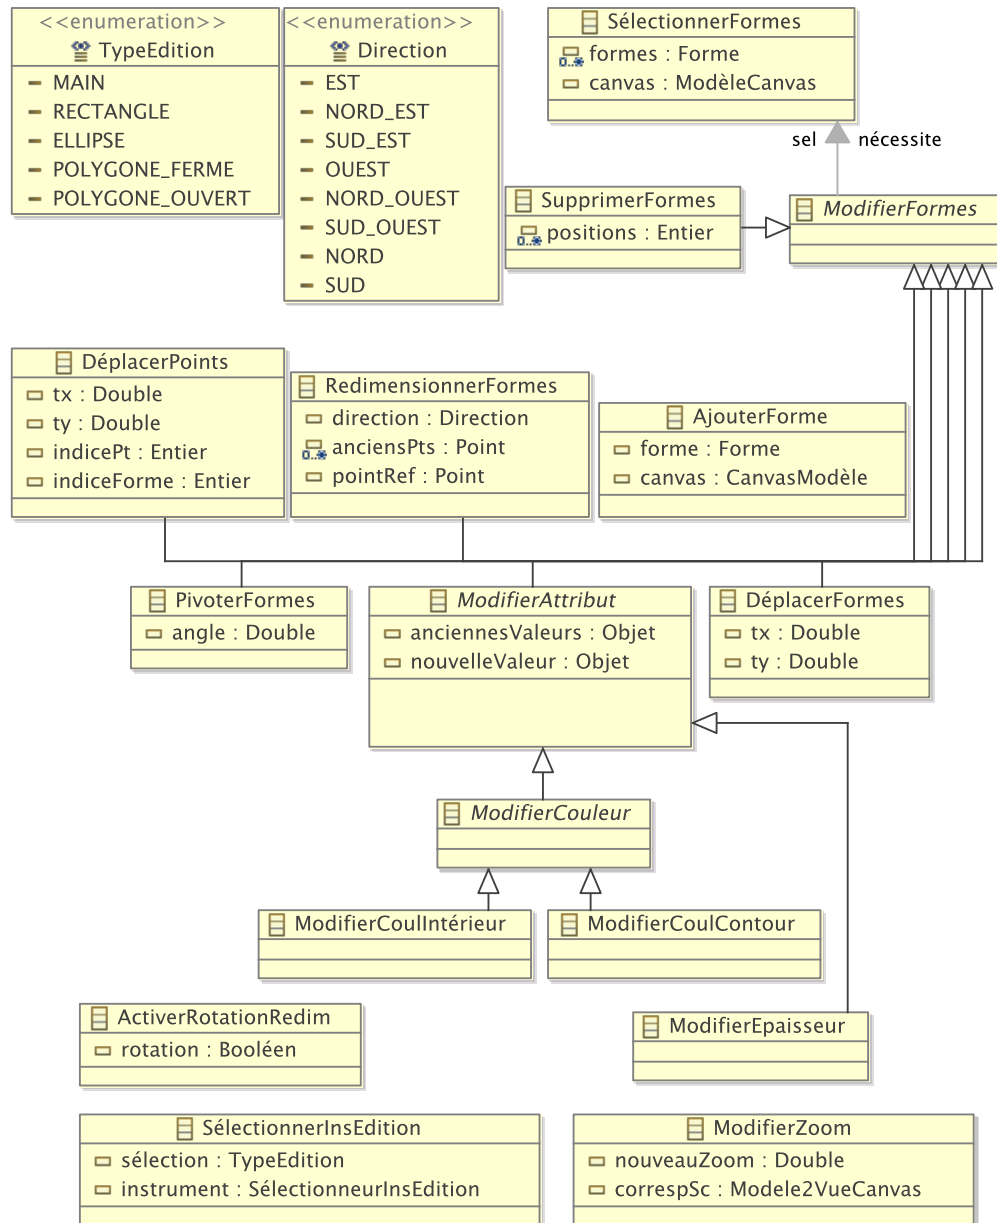 <<enumeration>>
TypeEdition
MAIN
RECTANGLE
ELLIPSE
POLYGONE_FERME
POLYGONE_OUVERT
<<enumeration>>
Direction
EST
NORD_EST
SUD_EST
OUEST
NORD_OUEST
SUD_OUEST
NORD
SUD
SélectionnerFormes
0..* formes : Forme
canvas : ModèleCanvas
sel nécessite
SupprimerFormes
0..* positions : Entier
ModifierFormes
DéplacerPoints
tx : Double
ty : Double
indicePt : Entier
indiceForme : Entier
RedimensionnerFormes
direction : Direction
0..* anciensPts : Point
pointRef : Point
AjouterForme
forme : Forme
canvas : CanvasModèle
PivoterFormes
angle : Double
ModifierAttribut
anciennesValeurs : Objet
nouvelleValeur : Objet
DéplacerFormes
tx : Double
ty : Double
ModifierCouleur
ModifierCoulIntérieur
ModifierCoulContour
ActiverRotationRedim
rotation : Booléen
ModifierEpaisseur
SélectionnerInsEdition
sélection : TypeEdition
instrument : SélectionneurInsEdition
ModifierZoom
nouveauZoom : Double
correspSc : Modele2VueCanvas